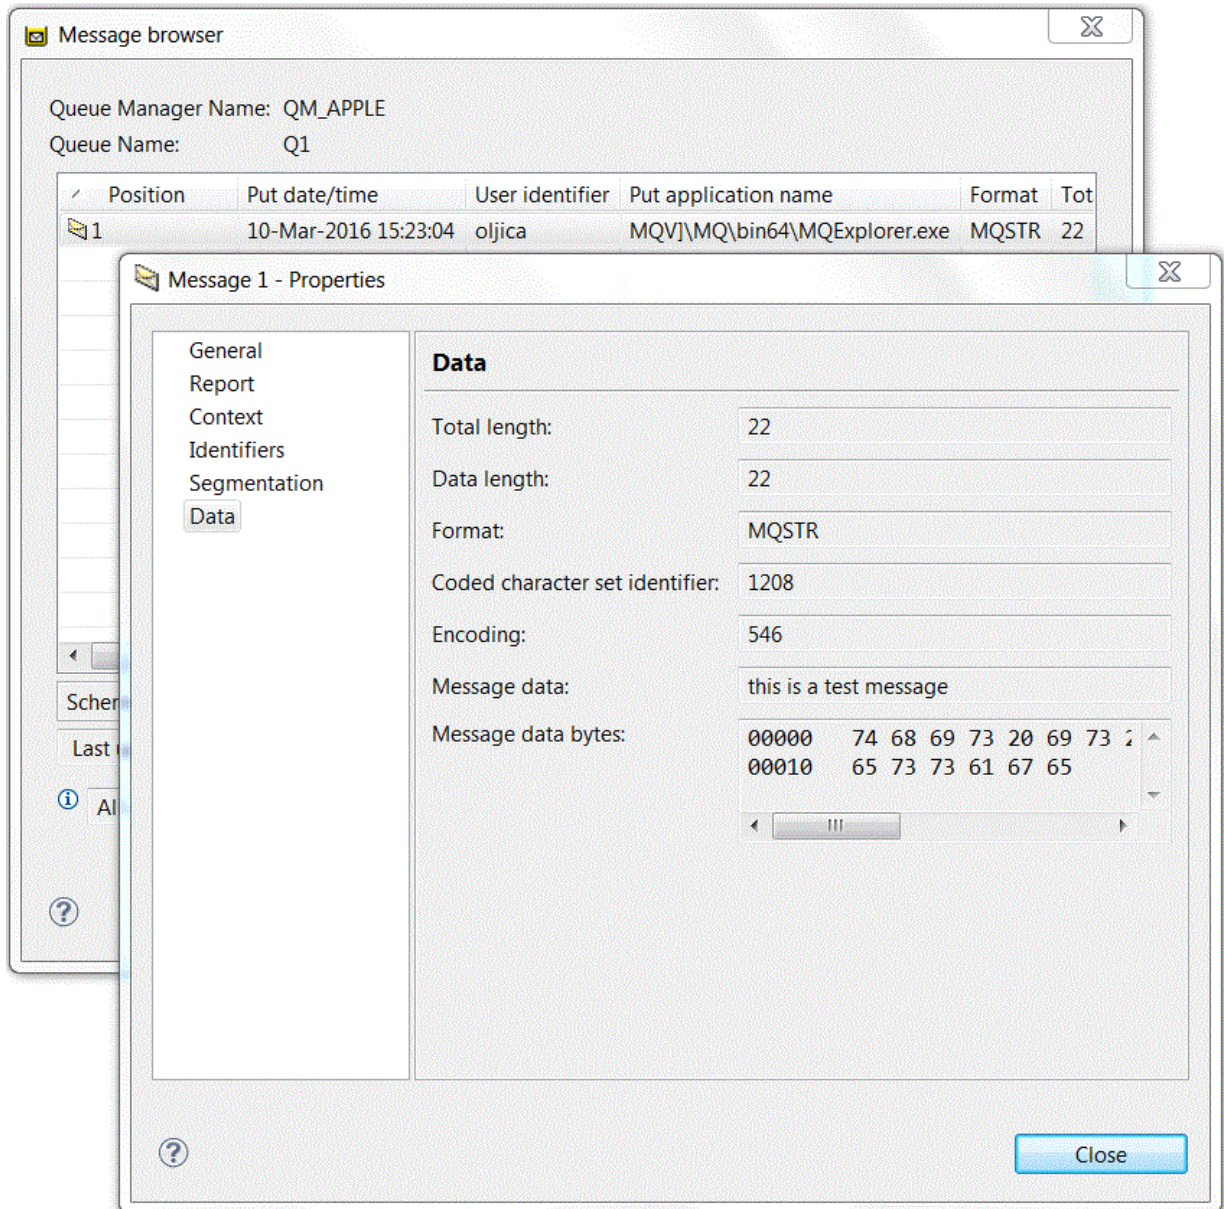 Message browser
Queue Manager Name: QM_APPLE
Queue Name: Q1
Position Put date/time User identifier Put application name Format Tot
1 10-Mar-2016 15:23:04 oljica MQV]\MQ\bin64\MQExplorer.exe MQSTR 22
Message 1 - Properties
General
Report
Context
Identifiers
Segmentation
Data
Data
Total length: 22
Data length: 22
Format: MQSTR
Coded character set identifier: 1208
Encoding: 546
Message data: this is a test message
Message data bytes: 00000 74 68 69 73 20 69 73
00010 65 73 73 61 67 65
Scher
Last
Al
Close